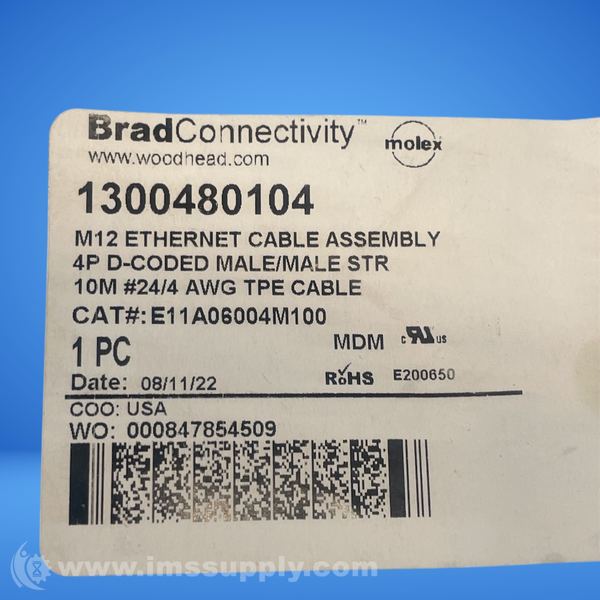 BradConnectivity™
molex
www.woodhead.com
1300480104
M12 ETHERNET CABLE ASSEMBLY
4P D-CODED MALE/MALE STR
10M #24/4 AWG TPE CABLE
CAT#: E11A06004M100
1 PC
MDM c RU us
Date: 08/11/22
RoHS E200650
COO: USA
WO: 000847854509
www.imssupply.com